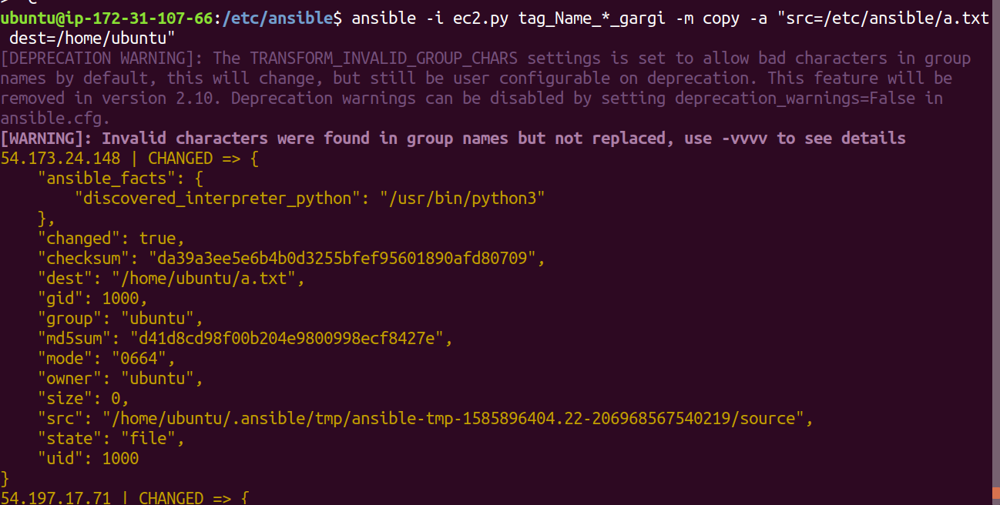 ubuntu@ip-172-31-107-66:/etc/ansible$ ansible -i ec2.py tag_Name_*_gargi -m copy -a "src=/etc/ansible/a.txt
 dest=/home/ubuntu"
[DEPRECATION WARNING]: The TRANSFORM_INVALID_GROUP_CHARS settings is set to allow bad characters in group
names by default, this will change, but still be user configurable on deprecation. This feature will be
removed in version 2.10. Deprecation warnings can be disabled by setting deprecation_warnings=False in
ansible.cfg.
[WARNING]: Invalid characters were found in group names but not replaced, use -vvvv to see details
54.173.24.148 | CHANGED => {
    "ansible_facts": {
        "discovered_interpreter_python": "/usr/bin/python3"
    },
    "changed": true,
    "checksum": "da39a3ee5e6b4b0d3255bfef95601890afd80709",
    "dest": "/home/ubuntu/a.txt",
    "gid": 1000,
    "group": "ubuntu",
    "md5sum": "d41d8cd98f00b204e9800998ecf8427e",
    "mode": "0664",
    "owner": "ubuntu",
    "size": 0,
    "src": "/home/ubuntu/.ansible/tmp/ansible-tmp-1585896404.22-206968567540219/source",
    "state": "file",
    "uid": 1000
}
54.197.17.71 | CHANGED => {